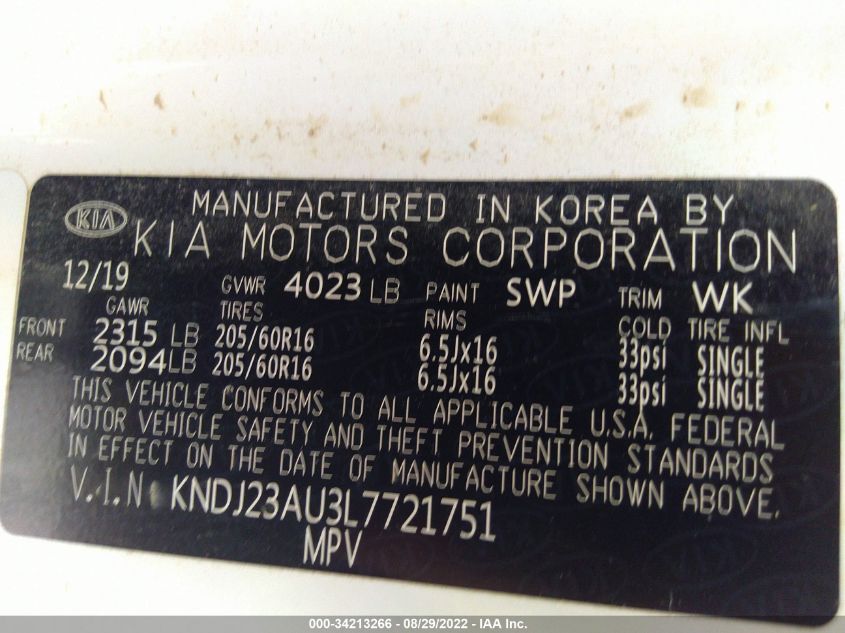 MANUFACTURED IN KOREA BY
KIA KIA MOTORS CORPORATION
12/19 GVWR 4023 LB PAINT SWP TRIM WK
GAWR TIRES RIMS COLD TIRE INFL
FRONT 2315 LB 205/60R16 6.5Jx16 33psi SINGLE
REAR 2094 LB 205/60R16 6.5Jx16 33psi SINGLE
THIS VEHICLE CONFORMS TO ALL APPLICABLE U.S.A. FEDERAL
MOTOR VEHICLE SAFETY AND THEFT PREVENTION STANDARDS
IN EFFECT ON THE DATE OF MANUFACTURE SHOWN ABOVE.
V.I.N KNDJ23AU3L7721751
MPV
000-34213266 - 08/29/2022 - IAA Inc.